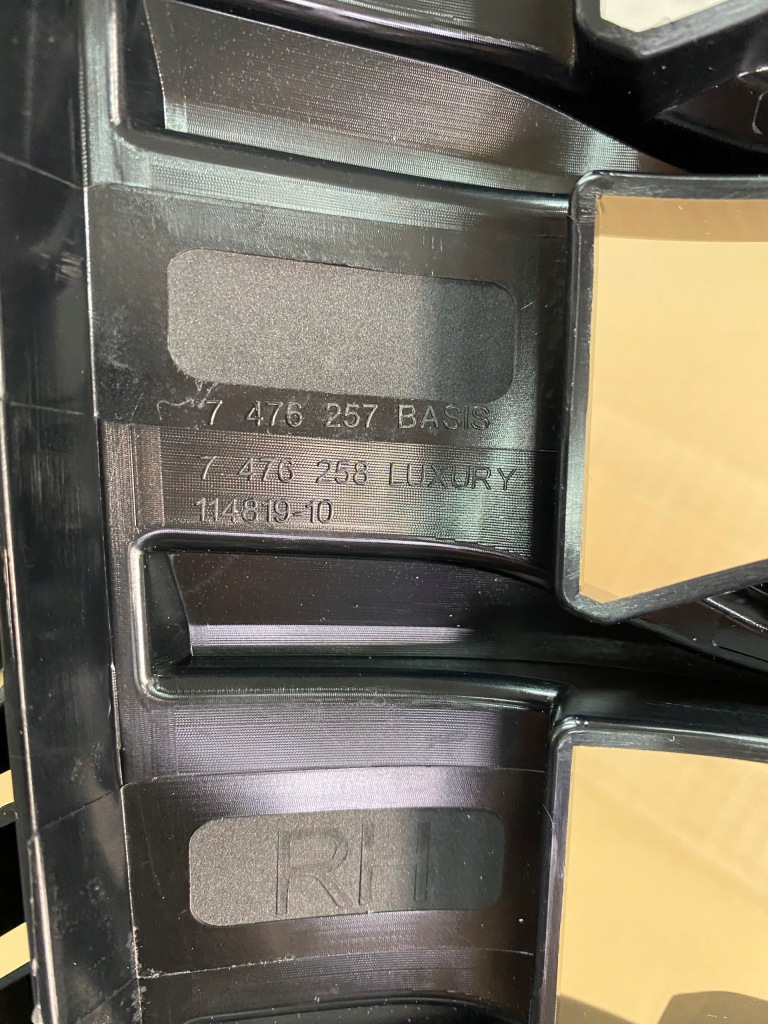 7 476 257 BASIS
7 476 258 LUXURY
114819-10
RH